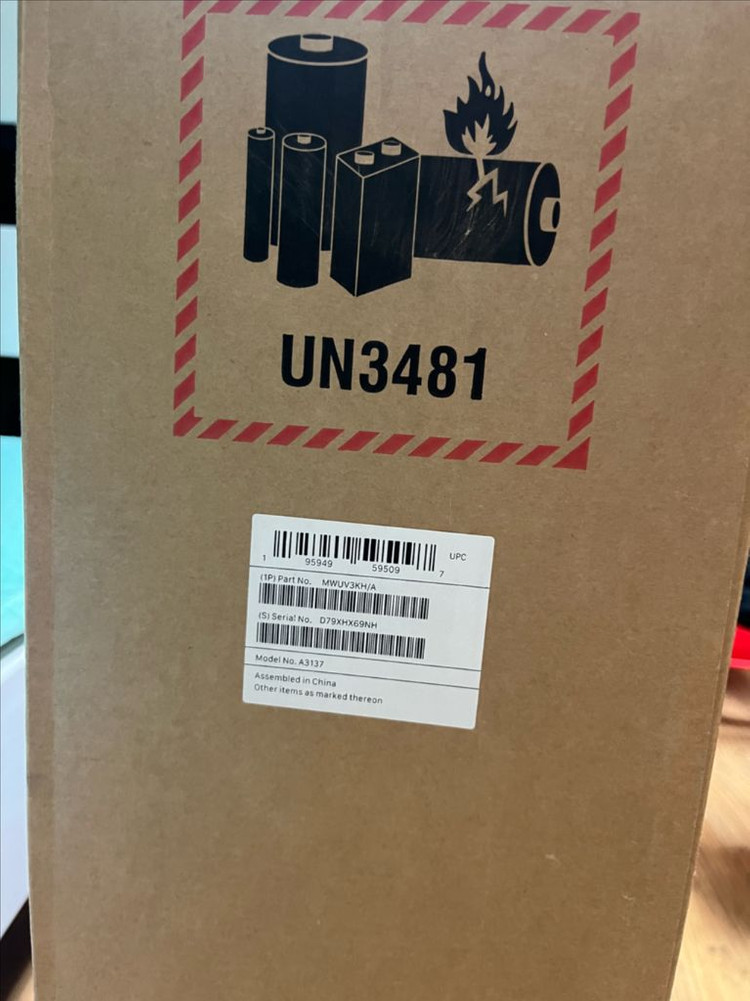 UN3481
UPC
1 95949 59509 7
(1P) Part No. MWUV3KH/A
(S) Serial No. D79XHX69NH
Model No. A3137
Assembled in China
Other items as marked thereon